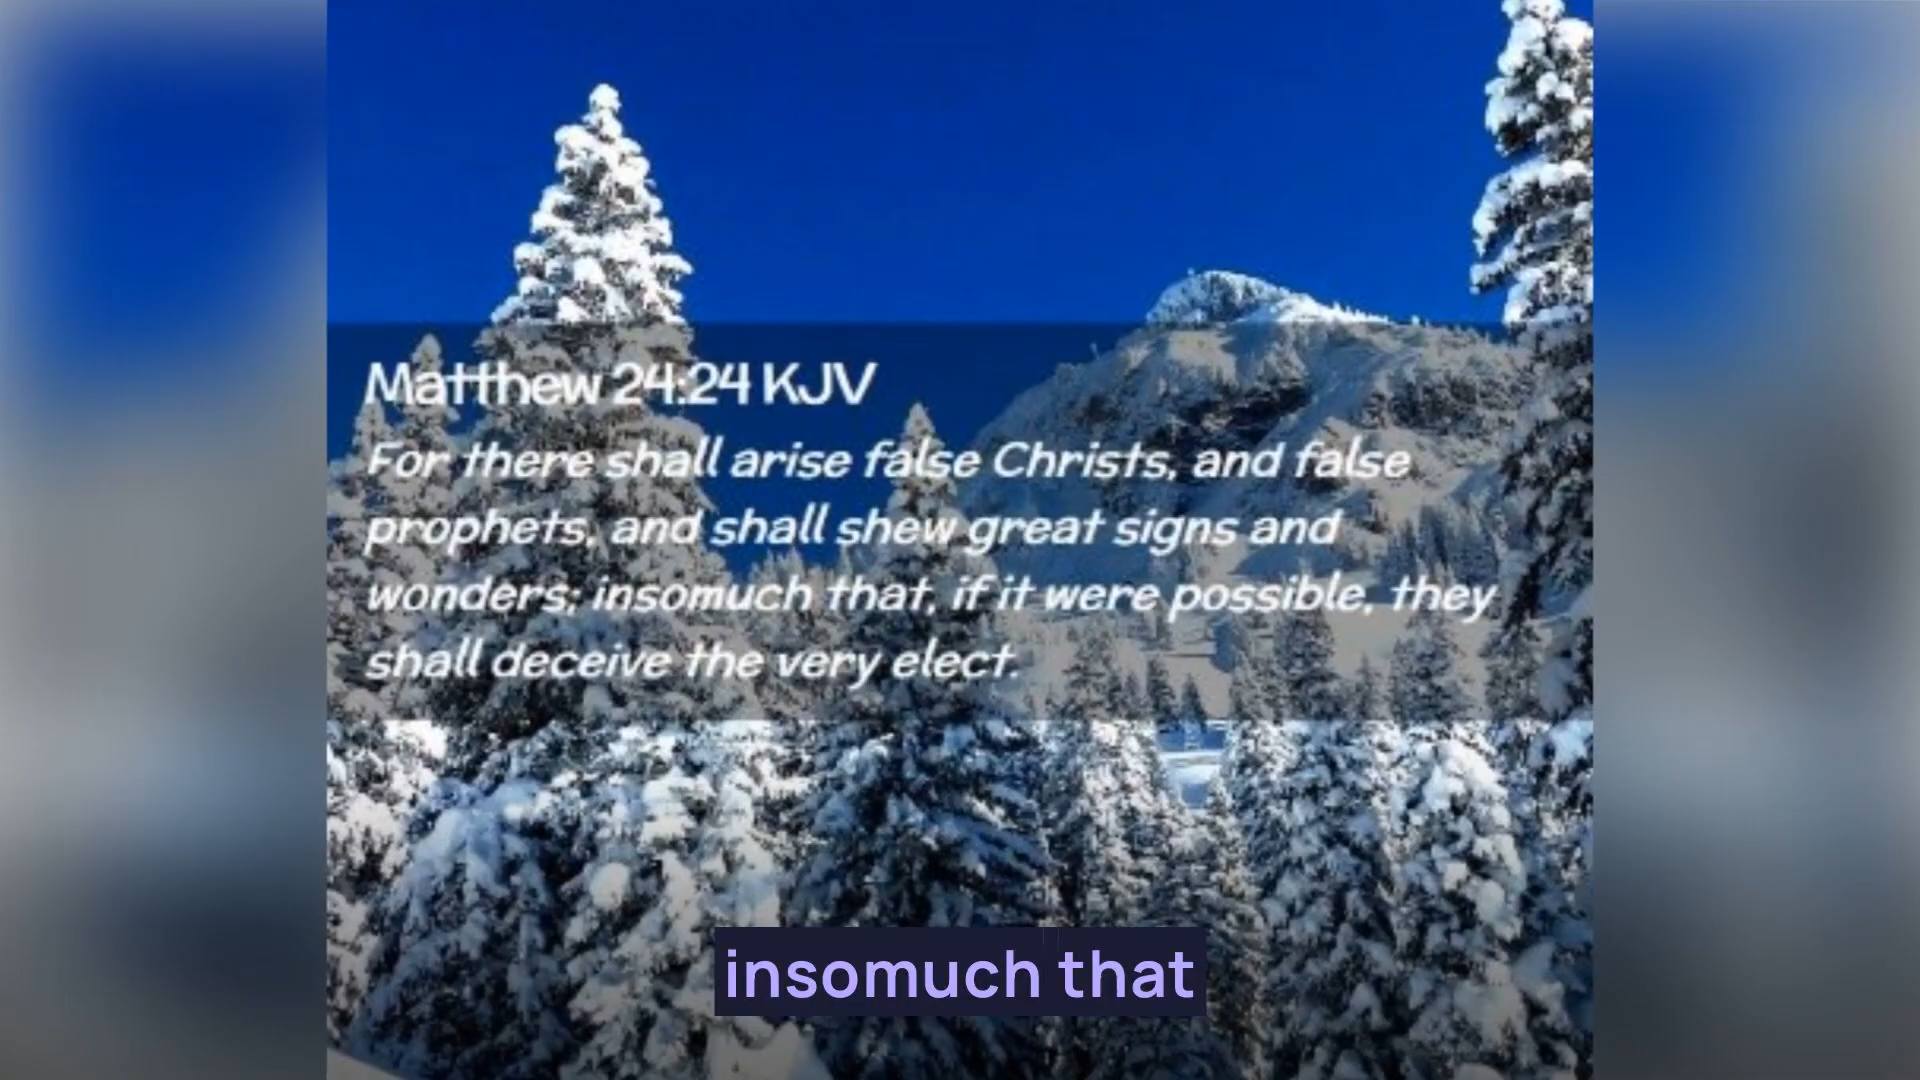 Matthew 24:24 KJV
For there shall arise false Christs, and false
prophets, and shall shew great signs and
wonders; insomuch that, if it were possible, they
shall deceive the very elect.
insomuch that